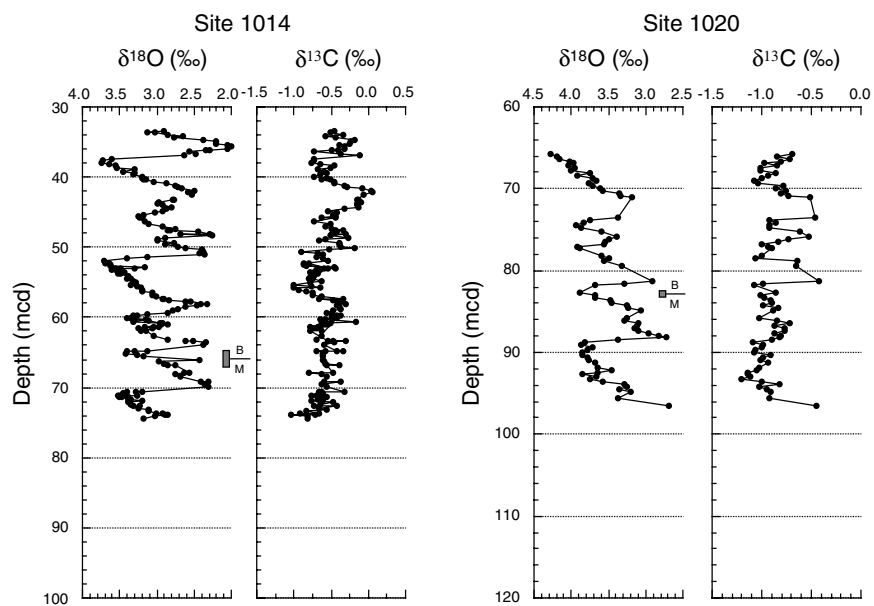 Site 1014
Site 1020
δ18O (‰)
δ13C (‰)
δ18O (‰)
δ13C (‰)
4.0 3.5 3.0 2.5 2.0
-1.5 -1.0 -0.5 0.0 0.5
4.5 4.0 3.5 3.0 2.5
-1.5 -1.0 -0.5 0.0
Depth (mcd)
30
40
50
60
70
80
90
100
B
M
Depth (mcd)
60
70
80
90
100
110
120
B
M